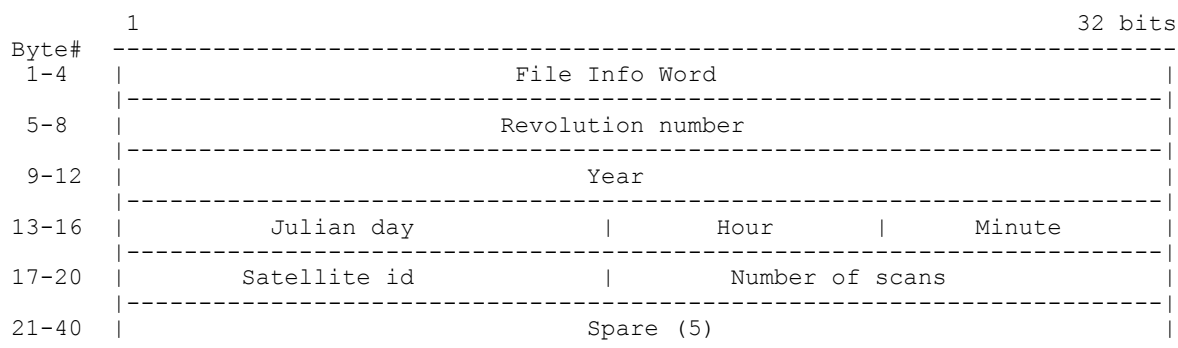 1 32 bits
Byte# --------------------------------------------------------------------------
1-4 | File Info Word |
|------------------------------------------------------------------------|
5-8 | Revolution number |
|------------------------------------------------------------------------|
9-12 | Year |
|------------------------------------------------------------------------|
13-16 | Julian day | Hour | Minute |
|------------------------------------------------------------------------|
17-20 | Satellite id | Number of scans |
|------------------------------------------------------------------------|
21-40 | Spare (5) |